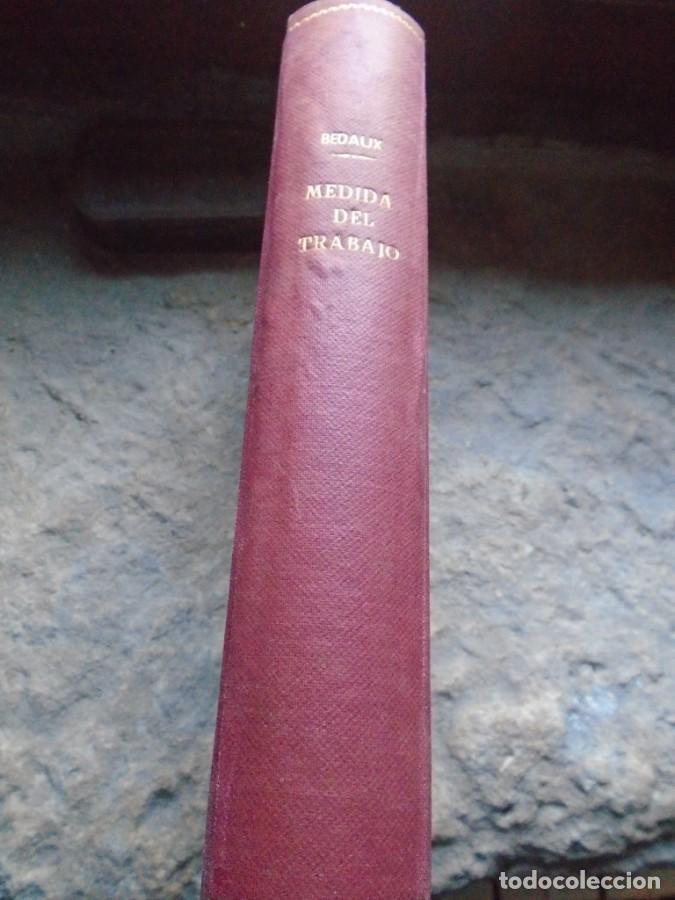 BEDAUX
MEDIDA
DEL
TRABAJO
todocoleccion